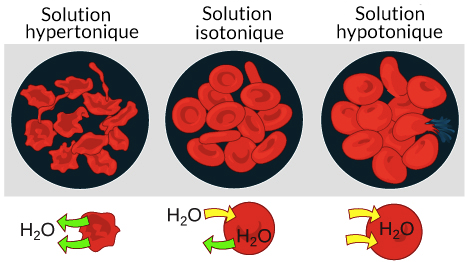 Solution
hypertonique
Solution
isotonique
Solution
hypotonique
H₂O
H₂O
H₂O
H₂O